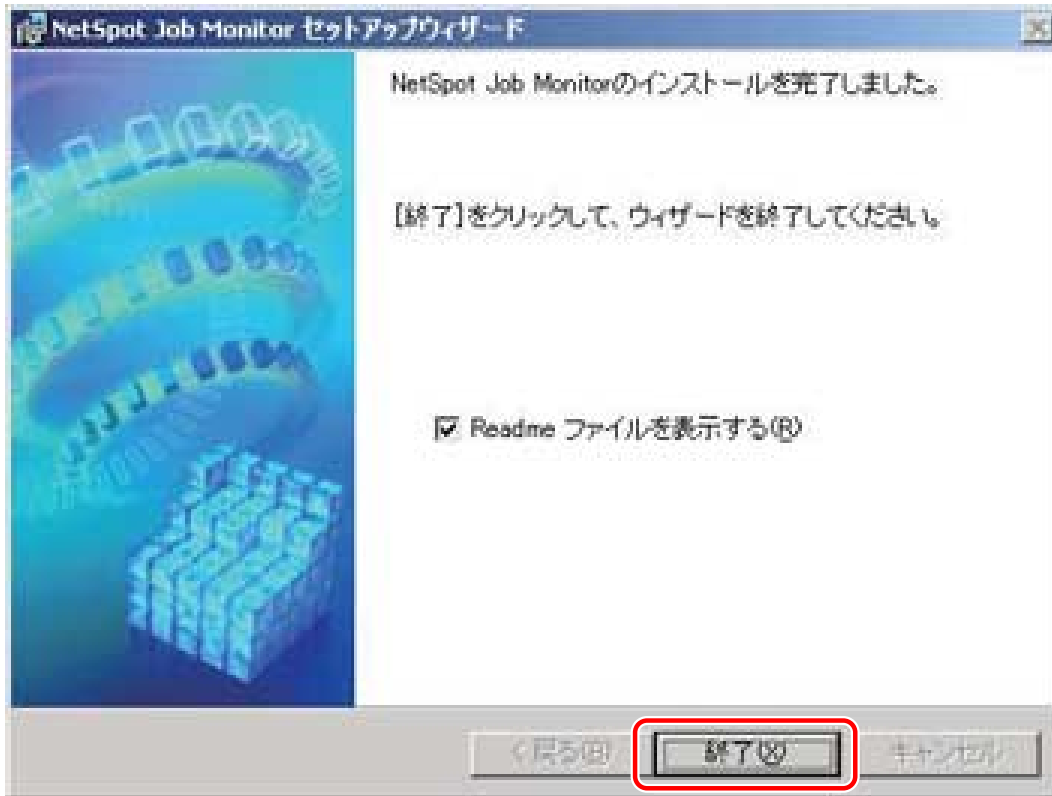 NetSpot Job Monitor セットアップウィザード
NetSpot Job Monitorのインストールを完了しました。
[終了]をクリックして、ウィザードを終了してください。
Readme ファイルを表示する(R)
< 戻る(B)
終了(X)
キャンセル